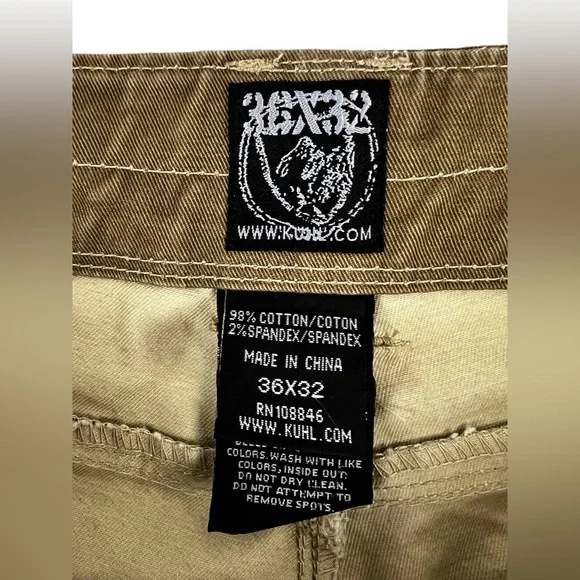 36X32
WWW.KUHL.COM
98% COTTON/COTON
2% SPANDEX/SPANDEX
MADE IN CHINA
36X32
RN108846
WWW.KUHL.COM
COLORS.WASH WITH LIKE
COLORS, INSIDE OUT.
DO NOT DRY CLEAN.
DO NOT ATTEMPT TO
REMOVE SPOTS.